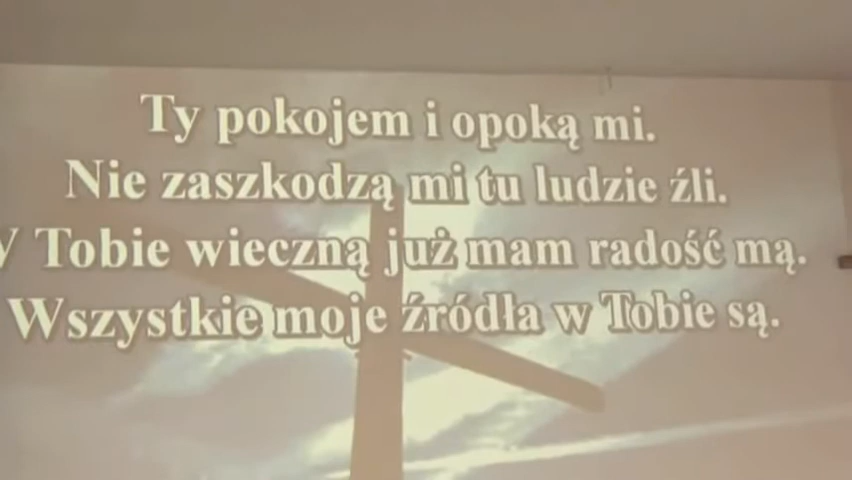 Ty pokojem i opoką mi.
Nie zaszkodzą mi tu ludzie źli.
W Tobie wieczną już mam radość mą.
Wszystkie moje źródła w Tobie są.